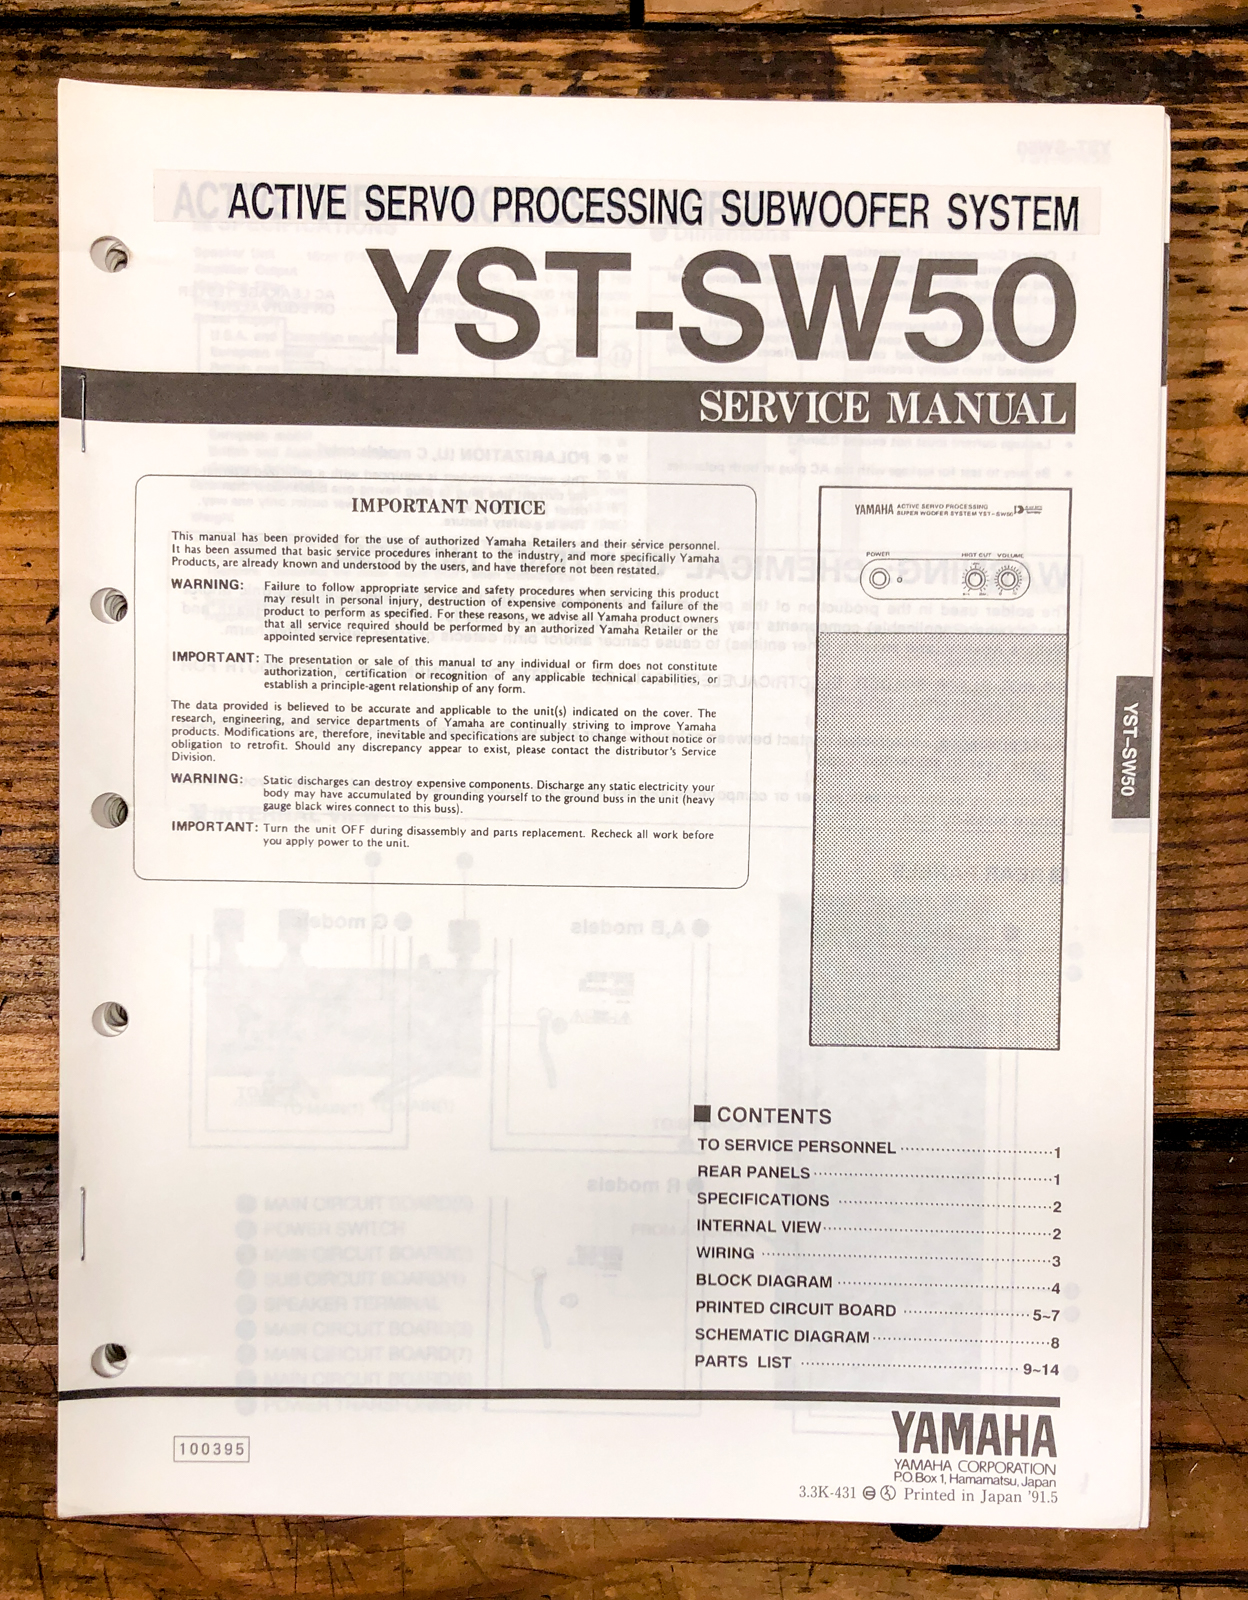 ACTIVE SERVO PROCESSING SUBWOOFER SYSTEM
YST-SW50
SERVICE MANUAL
IMPORTANT NOTICE
This manual has been provided for the use of authorized Yamaha Retailers and their service personnel.
It has been assumed that basic service procedures inherant to the industry, and more specifically Yamaha
Products, are already known and understood by the users, and have therefore not been restated.
WARNING: Failure to follow appropriate service and safety procedures when servicing this product
may result in personal injury, destruction of expensive components and failure of the
product to perform as specified. For these reasons, we advise all Yamaha product owners
that all service required should be performed by an authorized Yamaha Retailer or the
appointed service representative.
IMPORTANT: The presentation or sale of this manual to any individual or firm does not constitute
authorization, certification or recognition of any applicable technical capabilities, or
establish a principle-agent relationship of any form.
The data provided is believed to be accurate and applicable to the unit(s) indicated on the cover. The
research, engineering, and service departments of Yamaha are continually striving to improve Yamaha
products. Modifications are, therefore, inevitable and specifications are subject to change without notice or
obligation to retrofit. Should any discrepancy appear to exist, please contact the distributor's Service
Division.
WARNING: Static discharges can destroy expensive components. Discharge any static electricity your
body may have accumulated by grounding yourself to the ground buss in the unit (heavy
gauge black wires connect to this buss).
IMPORTANT: Turn the unit OFF during disassembly and parts replacement. Recheck all work before
you apply power to the unit.
YAMAHA ACTIVE SERVO PROCESSING
SUPER WOOFER SYSTEM YST-SW50
POWER HIGT CUT VOLUME
YST-SW50
CONTENTS
TO SERVICE PERSONNEL 1
REAR PANELS 1
SPECIFICATIONS 2
INTERNAL VIEW 2
WIRING 3
BLOCK DIAGRAM 4
PRINTED CIRCUIT BOARD 5~7
SCHEMATIC DIAGRAM 8
PARTS LIST 9~14
100395
YAMAHA
YAMAHA CORPORATION
P.O.Box 1, Hamamatsu, Japan
3.3K-431 Printed in Japan '91.5